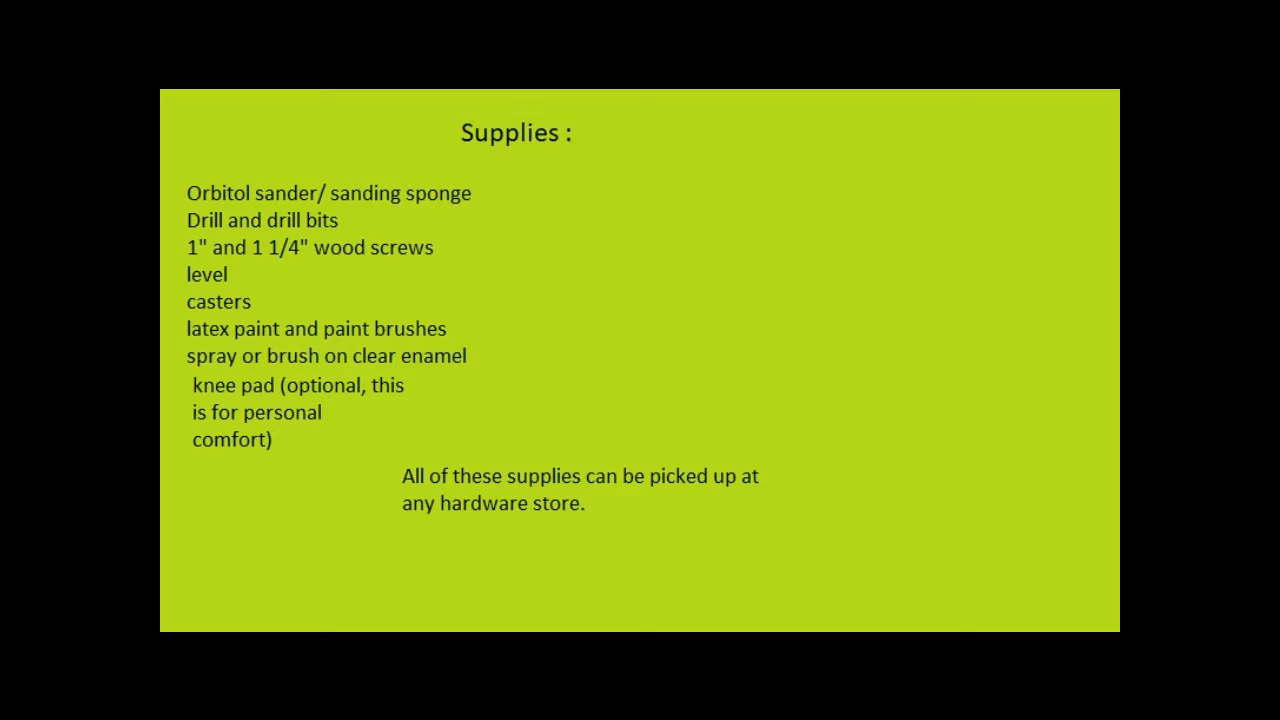 Supplies :
Orbitol sander/ sanding sponge
Drill and drill bits
1" and 1 1/4" wood screws
level
casters
latex paint and paint brushes
spray or brush on clear enamel
knee pad (optional, this
is for personal
comfort)
All of these supplies can be picked up at
any hardware store.